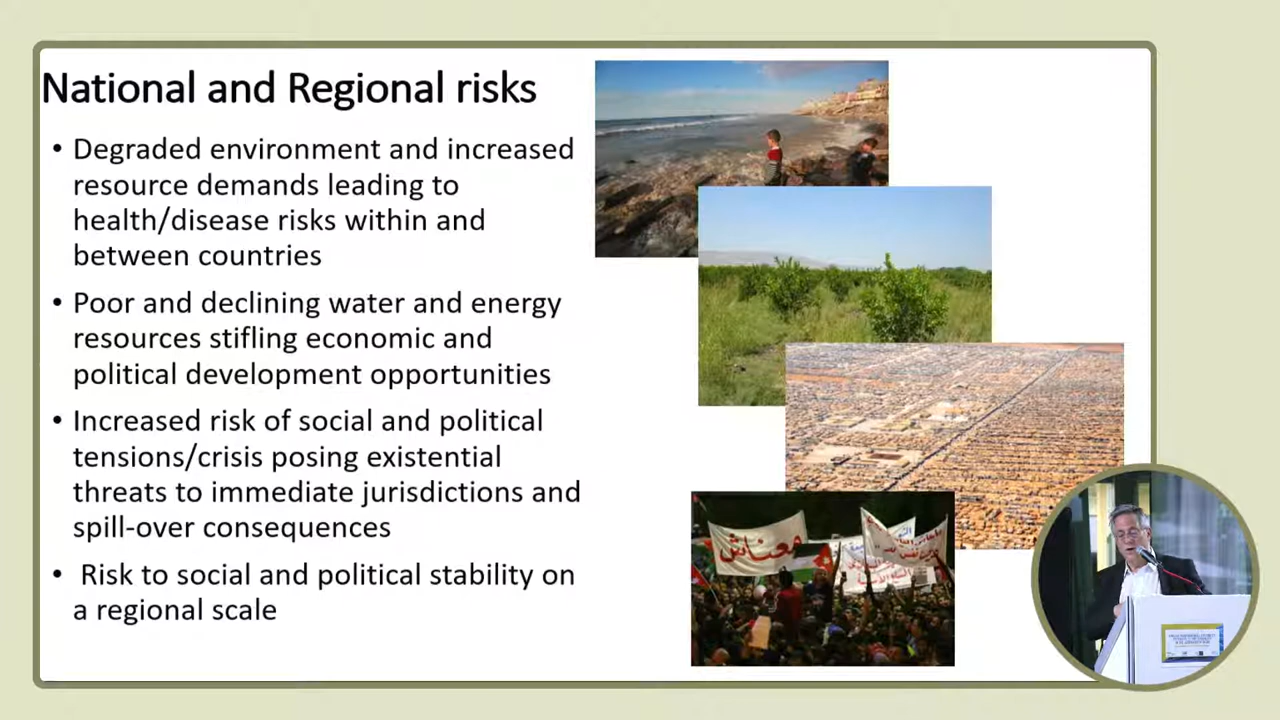 National and Regional risks
• Degraded environment and increased
resource demands leading to
health/disease risks within and
between countries
• Poor and declining water and energy
resources stifling economic and
political development opportunities
• Increased risk of social and political
tensions/crisis posing existential
threats to immediate jurisdictions and
spill-over consequences
• Risk to social and political stability on
a regional scale
معناش